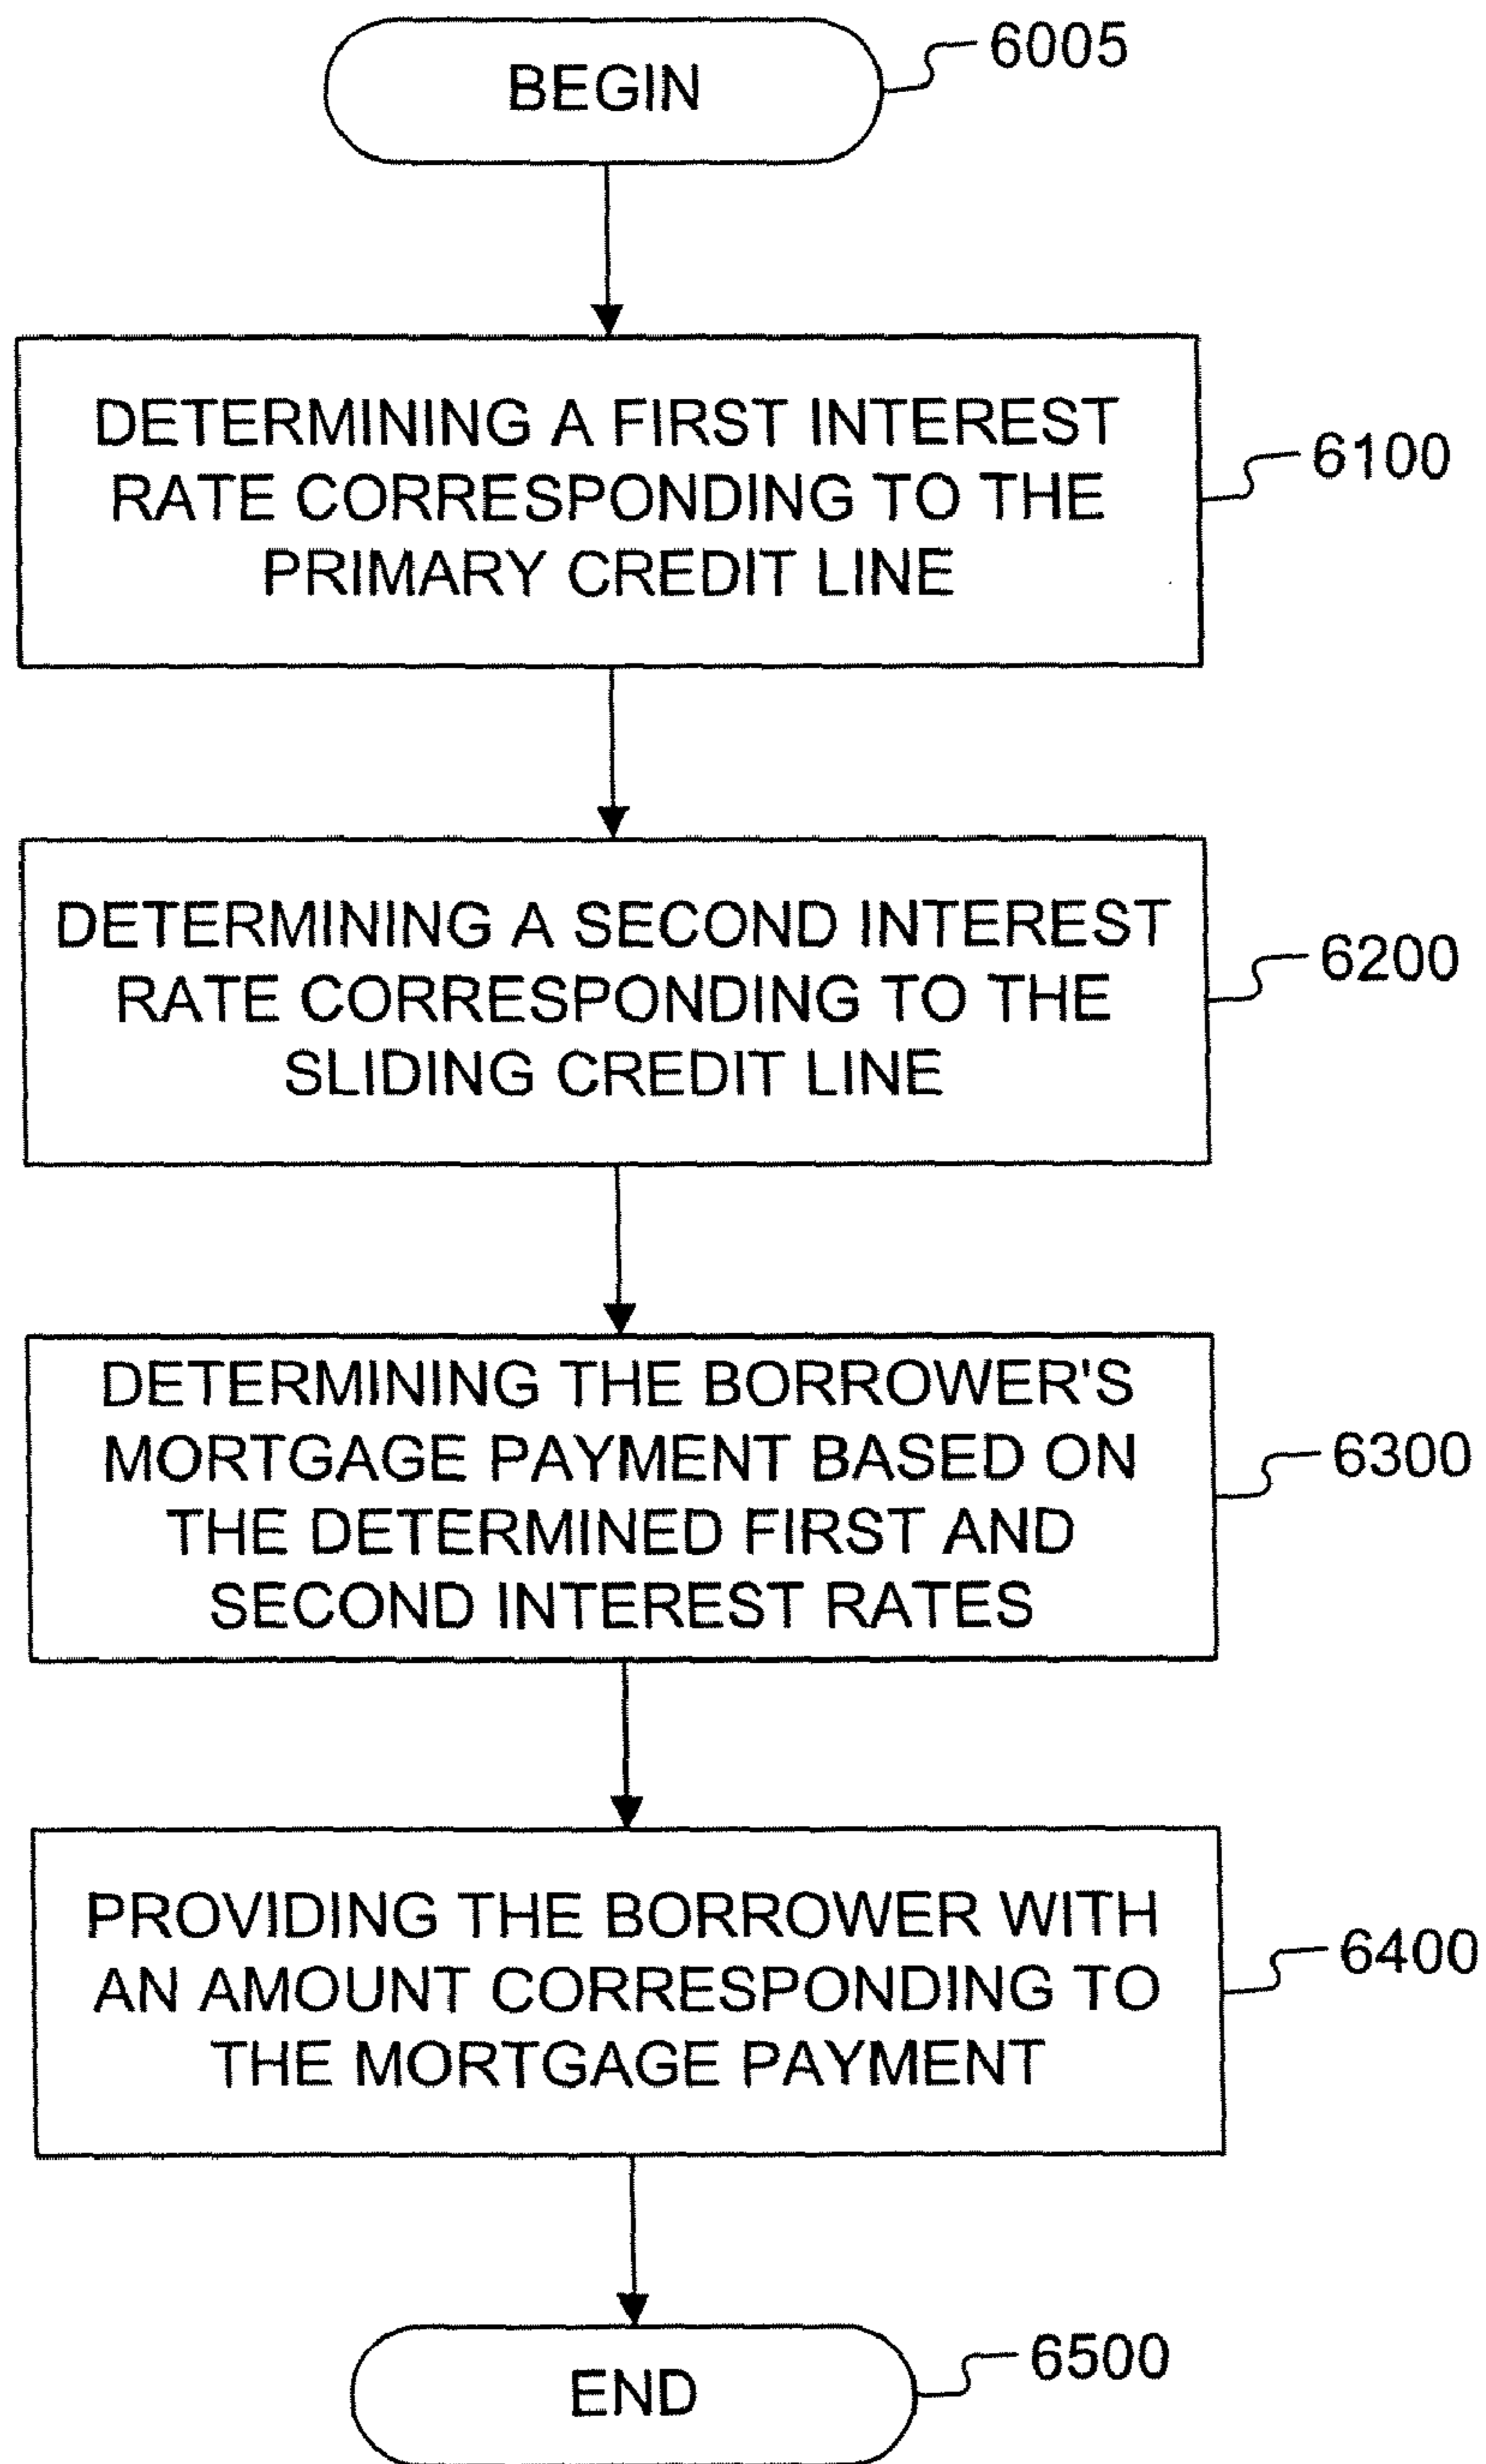 BEGIN
6005
DETERMINING A FIRST INTEREST
RATE CORRESPONDING TO THE
PRIMARY CREDIT LINE
6100
DETERMINING A SECOND INTEREST
RATE CORRESPONDING TO THE
SLIDING CREDIT LINE
6200
DETERMINING THE BORROWER'S
MORTGAGE PAYMENT BASED ON
THE DETERMINED FIRST AND
SECOND INTEREST RATES
6300
PROVIDING THE BORROWER WITH
AN AMOUNT CORRESPONDING TO
THE MORTGAGE PAYMENT
6400
END
6500